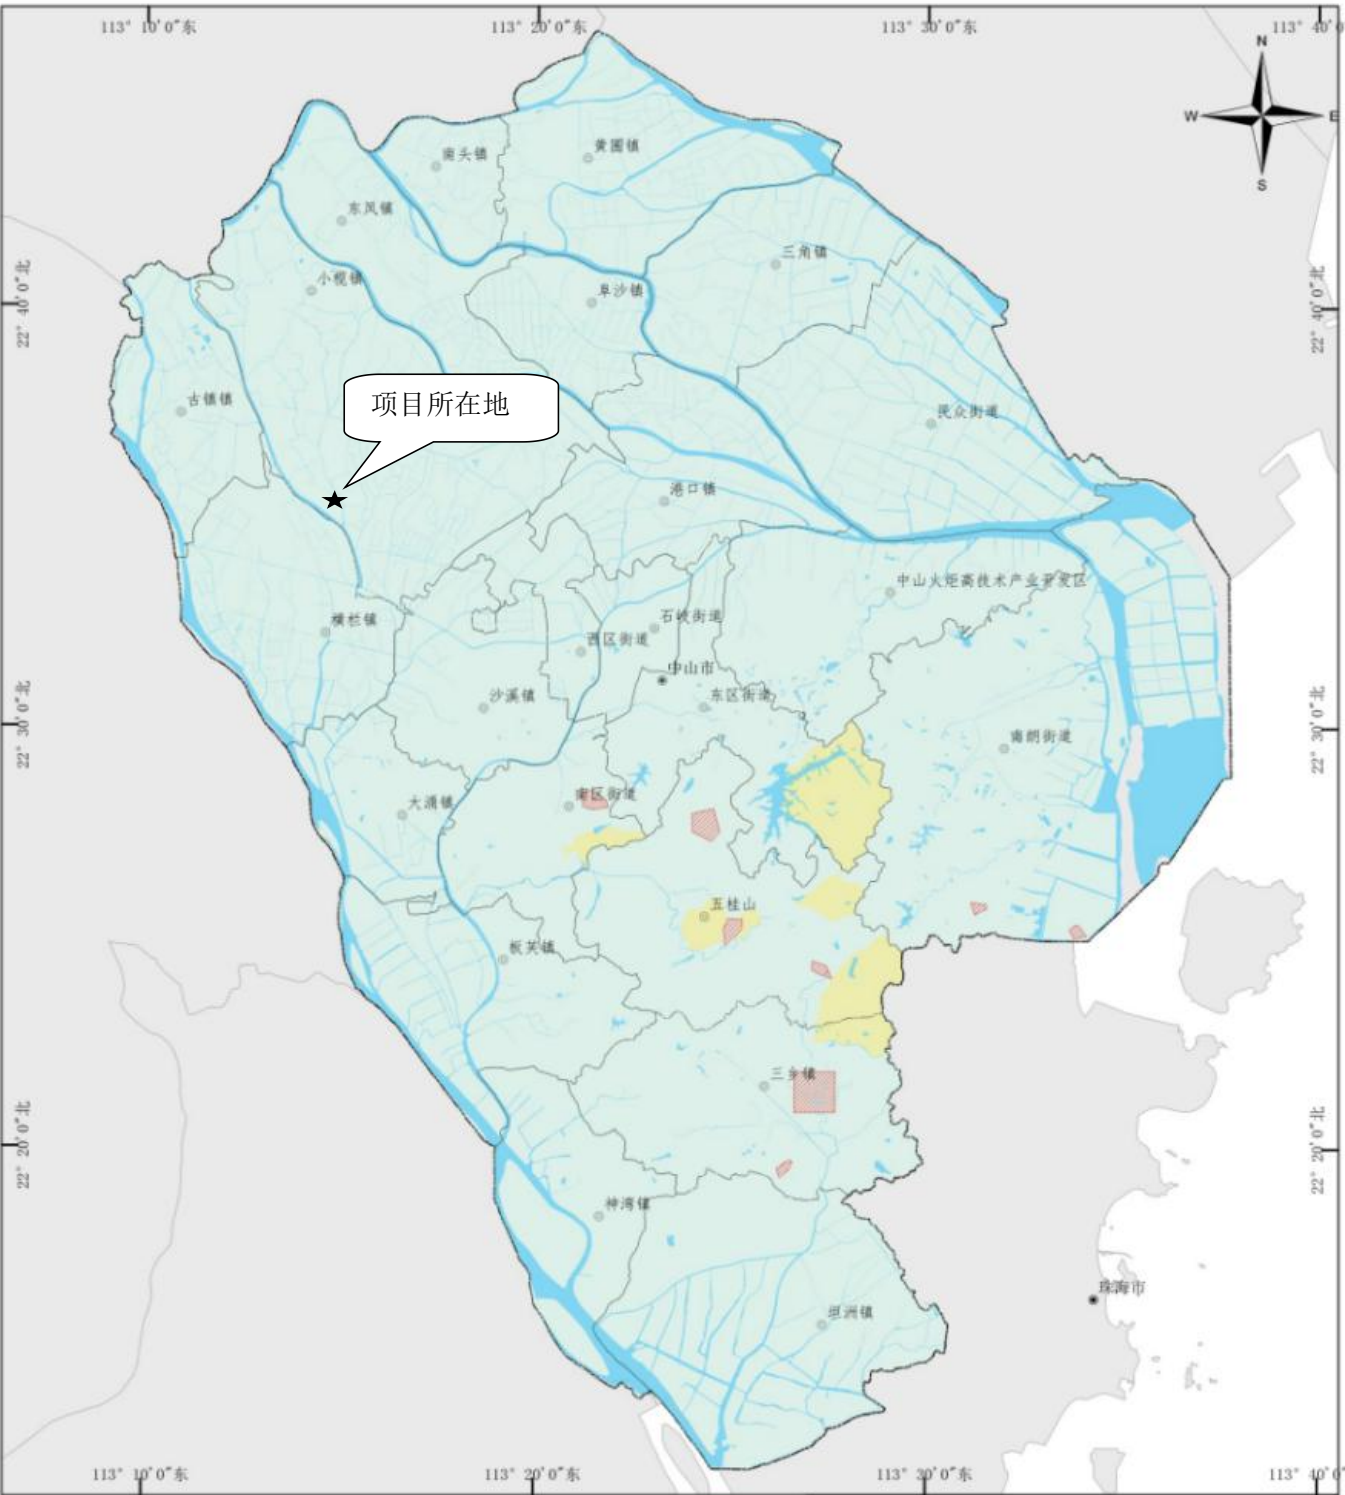 113° 10′0″东
113° 20′0″东
113° 30′0″东
113° 40′0
N
W
E
S
黄圃镇
南头镇
东凤镇
三角镇
小榄镇
阜沙镇
22° 40′0″北
22° 40′0″北
古镇镇
项目所在地
民众街道
港口镇
中山火炬高技术产业开发区
横栏镇
石岐街道
西区街道
中山市
沙溪镇
东区街道
22° 30′0″北
22° 30′0″北
南朗街道
大涌镇
南区街道
五桂山
板芙镇
三乡镇
22° 20′0″北
22° 20′0″北
神湾镇
珠海市
坦洲镇
113° 10′0″东
113° 20′0″东
113° 30′0″东
113° 40′0